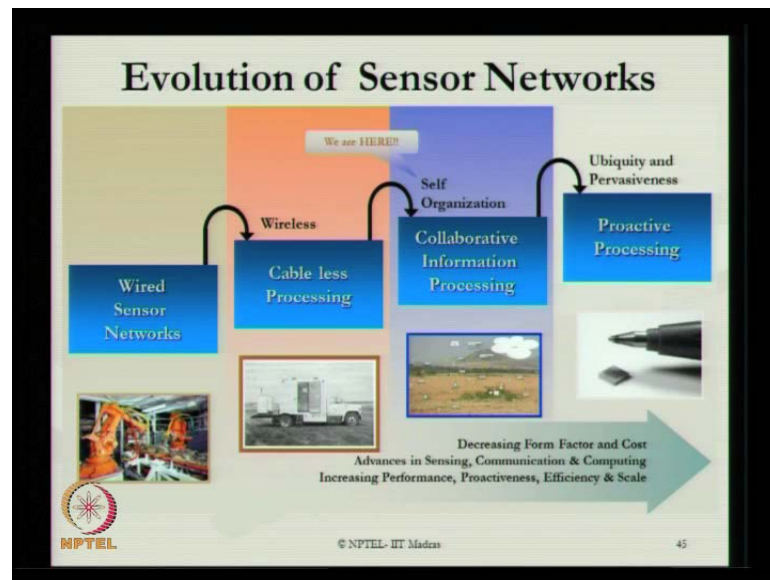 Evolution of Sensor Networks
We are HERE!!
Ubiquity and
Pervasiveness
Self
Organization
Wireless
Proactive
Processing
Collaborative
Information
Processing
Cable less
Processing
Wired
Sensor
Networks
Decreasing Form Factor and Cost
Advances in Sensing, Communication & Computing
Increasing Performance, Proactiveness, Efficiency & Scale
NPTEL
© NPTEL- IIT Madras
45